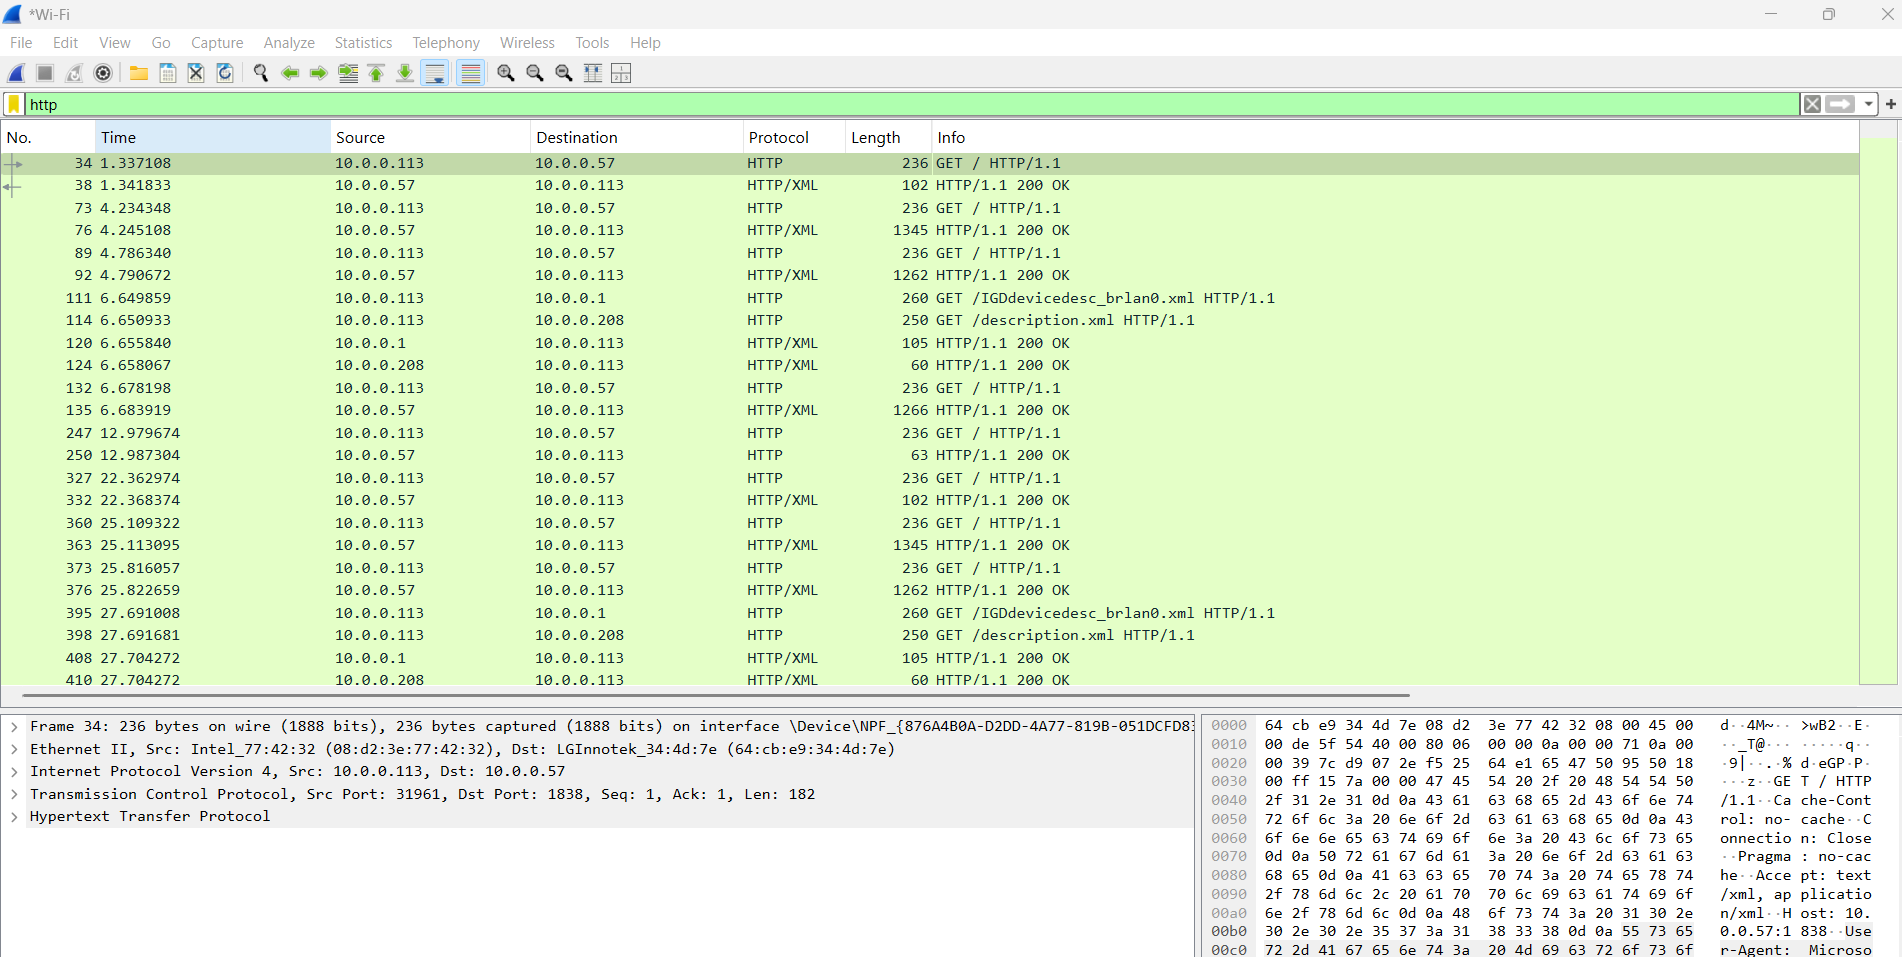 *Wi-Fi
File Edit View Go Capture Analyze Statistics Telephony Wireless Tools Help
http
No. Time Source Destination Protocol Length Info
34 1.337108 10.0.0.113 10.0.0.57 HTTP 236 GET / HTTP/1.1
38 1.341833 10.0.0.57 10.0.0.113 HTTP/XML 102 HTTP/1.1 200 OK
73 4.234348 10.0.0.113 10.0.0.57 HTTP 236 GET / HTTP/1.1
76 4.245108 10.0.0.57 10.0.0.113 HTTP/XML 1345 HTTP/1.1 200 OK
89 4.786340 10.0.0.113 10.0.0.57 HTTP 236 GET / HTTP/1.1
92 4.790672 10.0.0.57 10.0.0.113 HTTP/XML 1262 HTTP/1.1 200 OK
111 6.649859 10.0.0.113 10.0.0.1 HTTP 260 GET /IGDdevicedesc_brlan0.xml HTTP/1.1
114 6.650933 10.0.0.113 10.0.0.208 HTTP 250 GET /description.xml HTTP/1.1
120 6.655840 10.0.0.1 10.0.0.113 HTTP/XML 105 HTTP/1.1 200 OK
124 6.658067 10.0.0.208 10.0.0.113 HTTP/XML 60 HTTP/1.1 200 OK
132 6.678198 10.0.0.113 10.0.0.57 HTTP 236 GET / HTTP/1.1
135 6.683919 10.0.0.57 10.0.0.113 HTTP/XML 1266 HTTP/1.1 200 OK
247 12.979674 10.0.0.113 10.0.0.57 HTTP 236 GET / HTTP/1.1
250 12.987304 10.0.0.57 10.0.0.113 HTTP/XML 63 HTTP/1.1 200 OK
327 22.362974 10.0.0.113 10.0.0.57 HTTP 236 GET / HTTP/1.1
332 22.368374 10.0.0.57 10.0.0.113 HTTP/XML 102 HTTP/1.1 200 OK
360 25.109322 10.0.0.113 10.0.0.57 HTTP 236 GET / HTTP/1.1
363 25.113095 10.0.0.57 10.0.0.113 HTTP/XML 1345 HTTP/1.1 200 OK
373 25.816057 10.0.0.113 10.0.0.57 HTTP 236 GET / HTTP/1.1
376 25.822659 10.0.0.57 10.0.0.113 HTTP/XML 1262 HTTP/1.1 200 OK
395 27.691008 10.0.0.113 10.0.0.1 HTTP 260 GET /IGDdevicedesc_brlan0.xml HTTP/1.1
398 27.691681 10.0.0.113 10.0.0.208 HTTP 250 GET /description.xml HTTP/1.1
408 27.704272 10.0.0.1 10.0.0.113 HTTP/XML 105 HTTP/1.1 200 OK
410 27.704272 10.0.0.208 10.0.0.113 HTTP/XML 60 HTTP/1.1 200 OK
Frame 34: 236 bytes on wire (1888 bits), 236 bytes captured (1888 bits) on interface \Device\NPF_{876A4B0A-D2DD-4A77-819B-051DCFD83
Ethernet II, Src: Intel_77:42:32 (08:d2:3e:77:42:32), Dst: LGInnotek_34:4d:7e (64:cb:e9:34:4d:7e)
Internet Protocol Version 4, Src: 10.0.0.113, Dst: 10.0.0.57
Transmission Control Protocol, Src Port: 31961, Dst Port: 1838, Seq: 1, Ack: 1, Len: 182
Hypertext Transfer Protocol
0000 64 cb e9 34 4d 7e 08 d2 3e 77 42 32 08 00 45 00 d··4M~·· >wB2··E·
0010 00 de 5f 54 40 00 80 06 00 00 0a 00 00 71 0a 00 ··_T@··· ·····q··
0020 00 39 7c d9 07 2e f5 25 64 e1 65 47 50 95 50 18 ·9|··.·% d·eGP·P·
0030 00 ff 15 7a 00 00 47 45 54 20 2f 20 48 54 54 50 ···z··GE T / HTTP
0040 2f 31 2e 31 0d 0a 43 61 63 68 65 2d 43 6f 6e 74 /1.1··Ca che-Cont
0050 72 6f 6c 3a 20 6e 6f 2d 63 61 63 68 65 0d 0a 43 rol: no- cache··C
0060 6f 6e 6e 65 63 74 69 6f 6e 3a 20 43 6c 6f 73 65 onnectio n: Close
0070 0d 0a 50 72 61 67 6d 61 3a 20 6e 6f 2d 63 61 63 ··Pragma : no-cac
0080 68 65 0d 0a 41 63 63 65 70 74 3a 20 74 65 78 74 he··Acce pt: text
0090 2f 78 6d 6c 2c 20 61 70 70 6c 69 63 61 74 69 6f /xml, ap plicatio
00a0 6e 2f 78 6d 6c 0d 0a 48 6f 73 74 3a 20 31 30 2e n/xml··H ost: 10.
00b0 30 2e 30 2e 35 37 3a 31 38 33 38 0d 0a 55 73 65 0.0.57:1 838··Use
00c0 72 2d 41 67 65 6e 74 3a 20 4d 69 63 72 6f 73 6f r-Agent: Microso